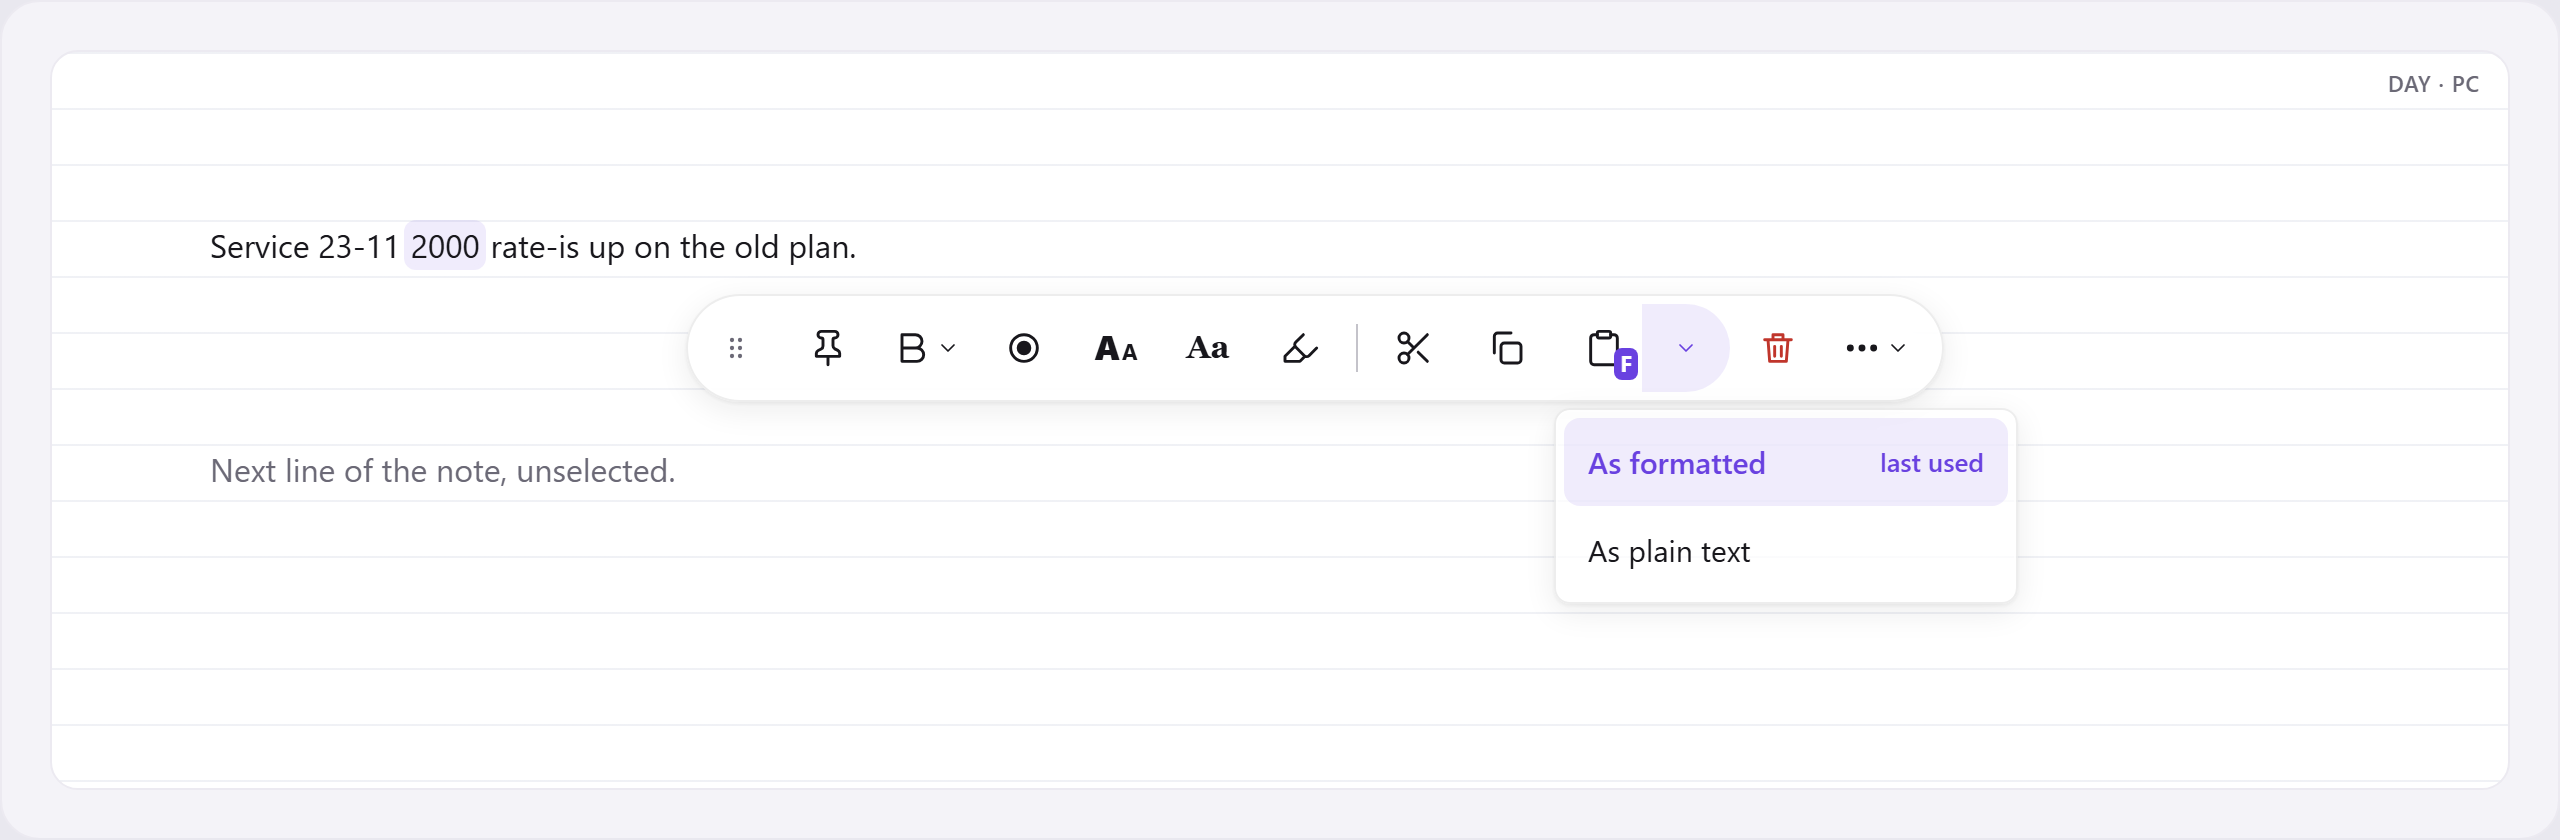 DAY · PC
Service 23-11 2000 rate-is up on the old plan.
B AA Aa F
Next line of the note, unselected.
As formatted last used
As plain text